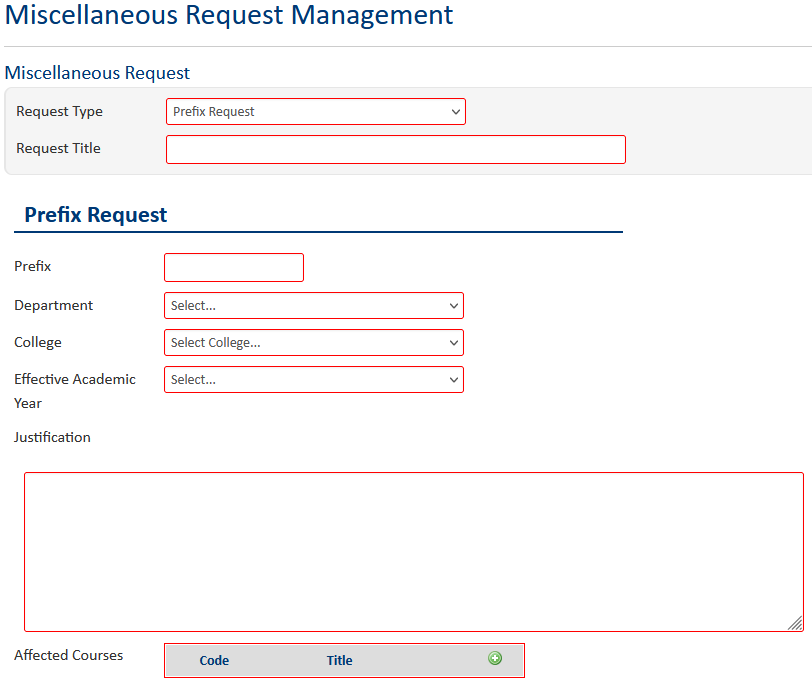 Miscellaneous Request Management
Miscellaneous Request
Request Type Prefix Request
Request Title
Prefix Request
Prefix
Department Select...
College Select College...
Effective Academic Select...
Year
Justification
Affected Courses Code Title